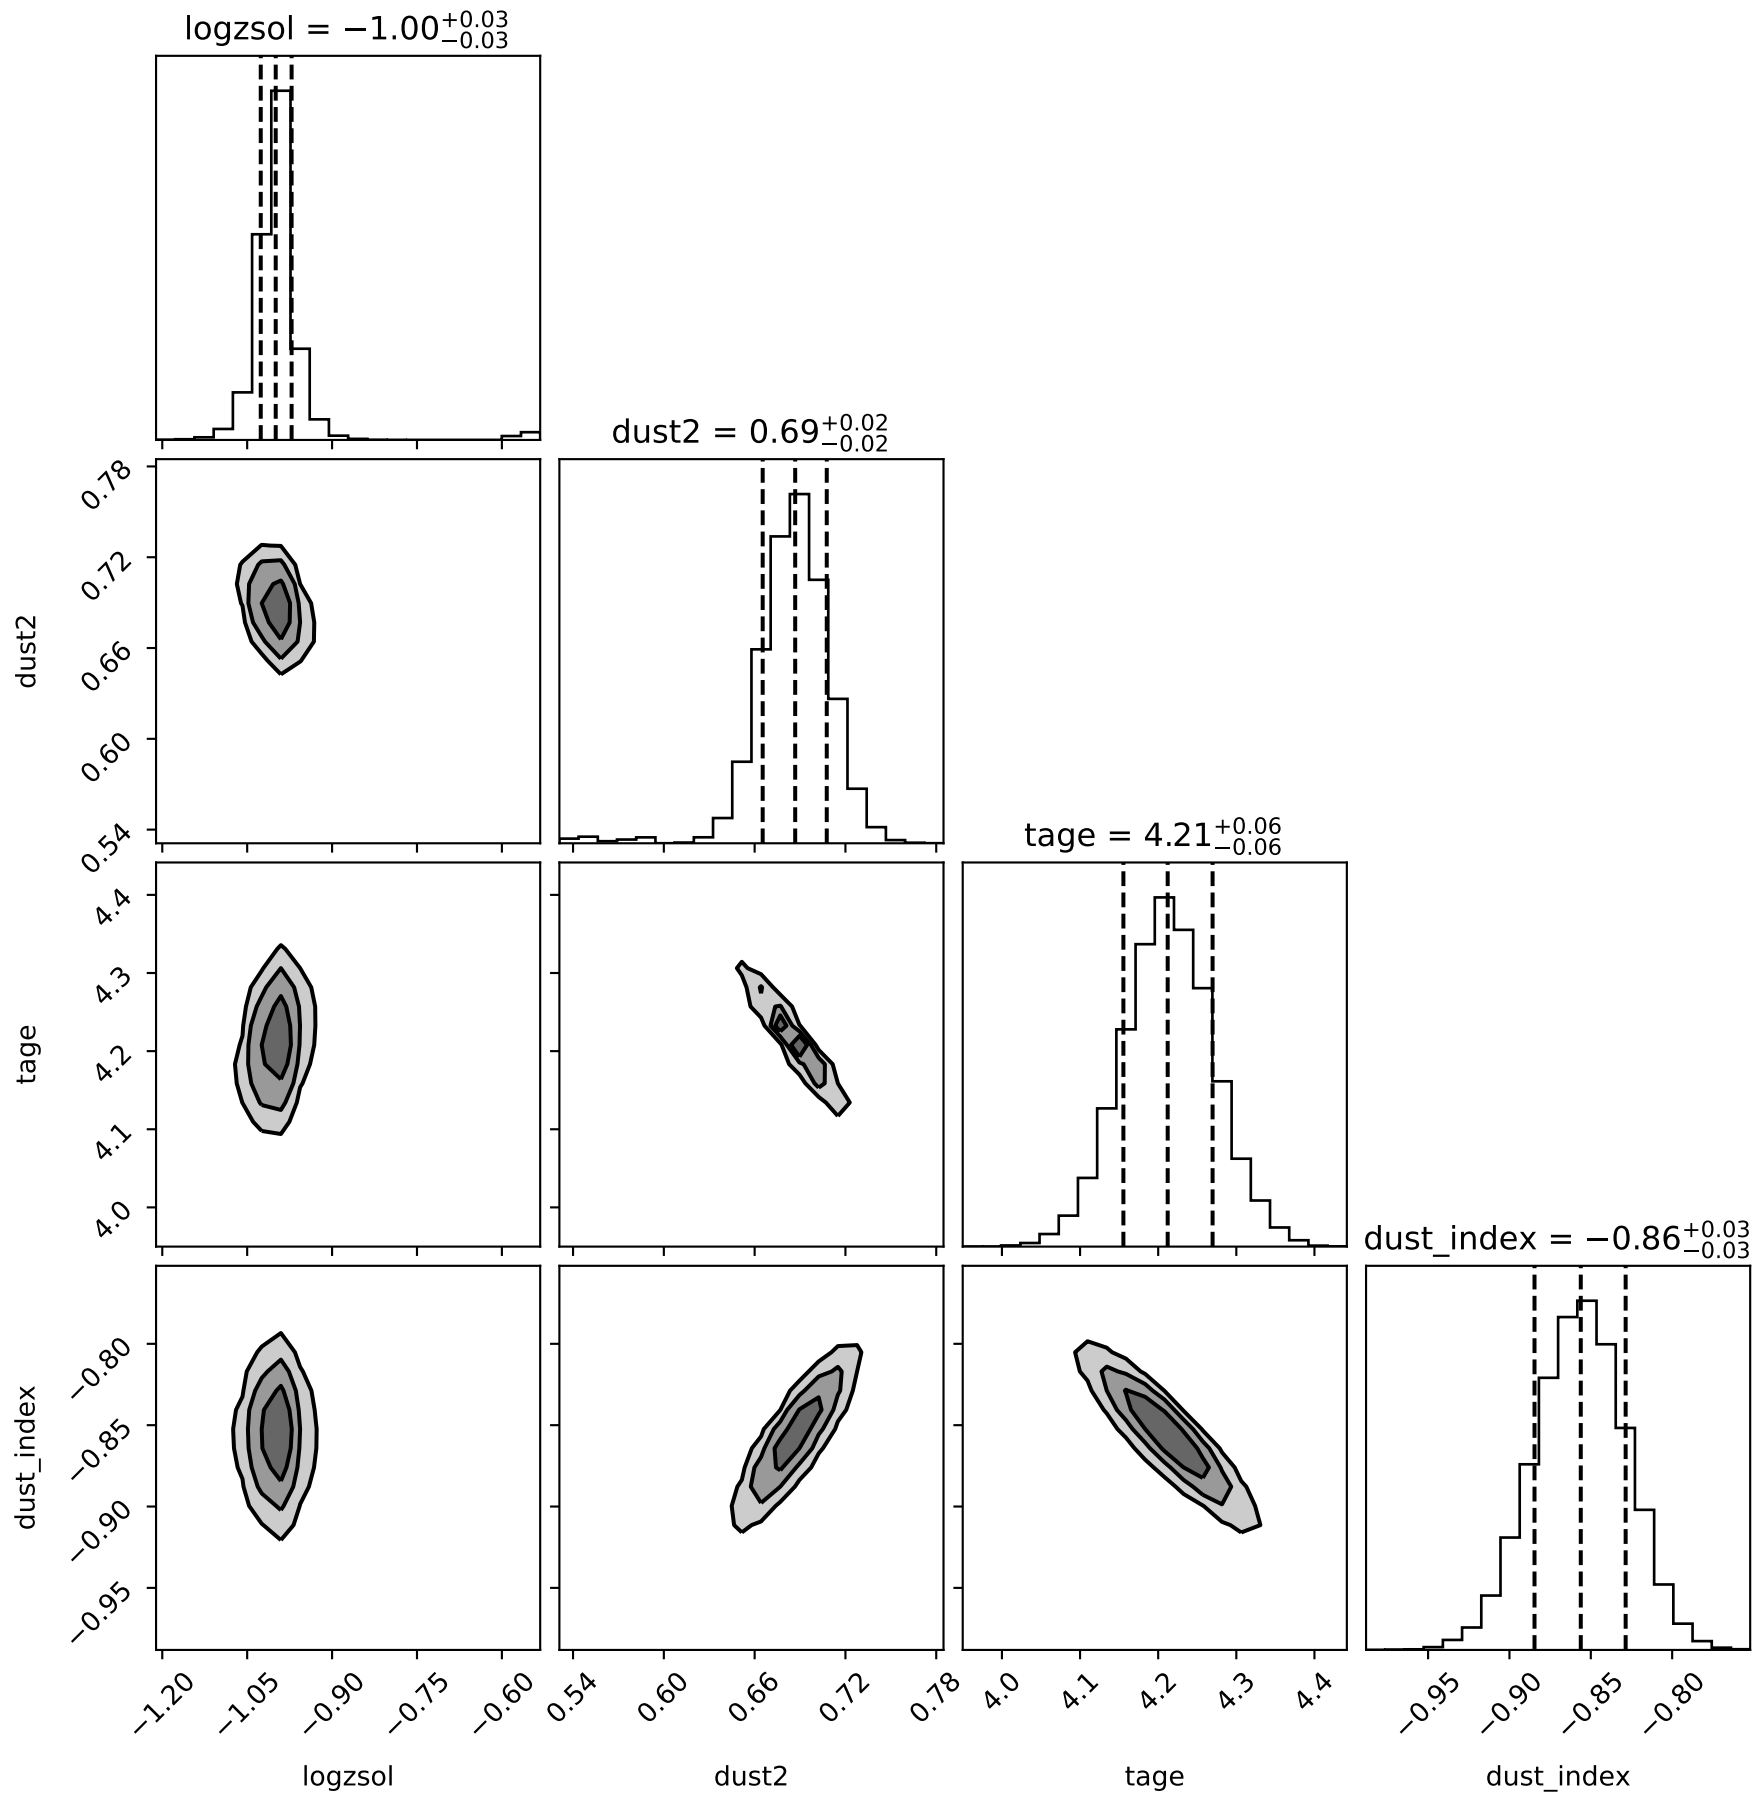 logzsol = −1.00+0.03−0.03
dust2 = 0.69+0.02−0.02
0.78
0.72
0.66
0.60
0.54
dust2
tage = 4.21+0.06−0.06
4.4
4.3
4.2
4.1
4.0
tage
dust_index = −0.86+0.03−0.03
−0.80
−0.85
−0.90
−0.95
dust_index
−1.20 −1.05 −0.90 −0.75 −0.60 0.54 0.60 0.66 0.72 0.78 4.0 4.1 4.2 4.3 4.4 −0.95 −0.90 −0.85 −0.80
logzsol dust2 tage dust_index